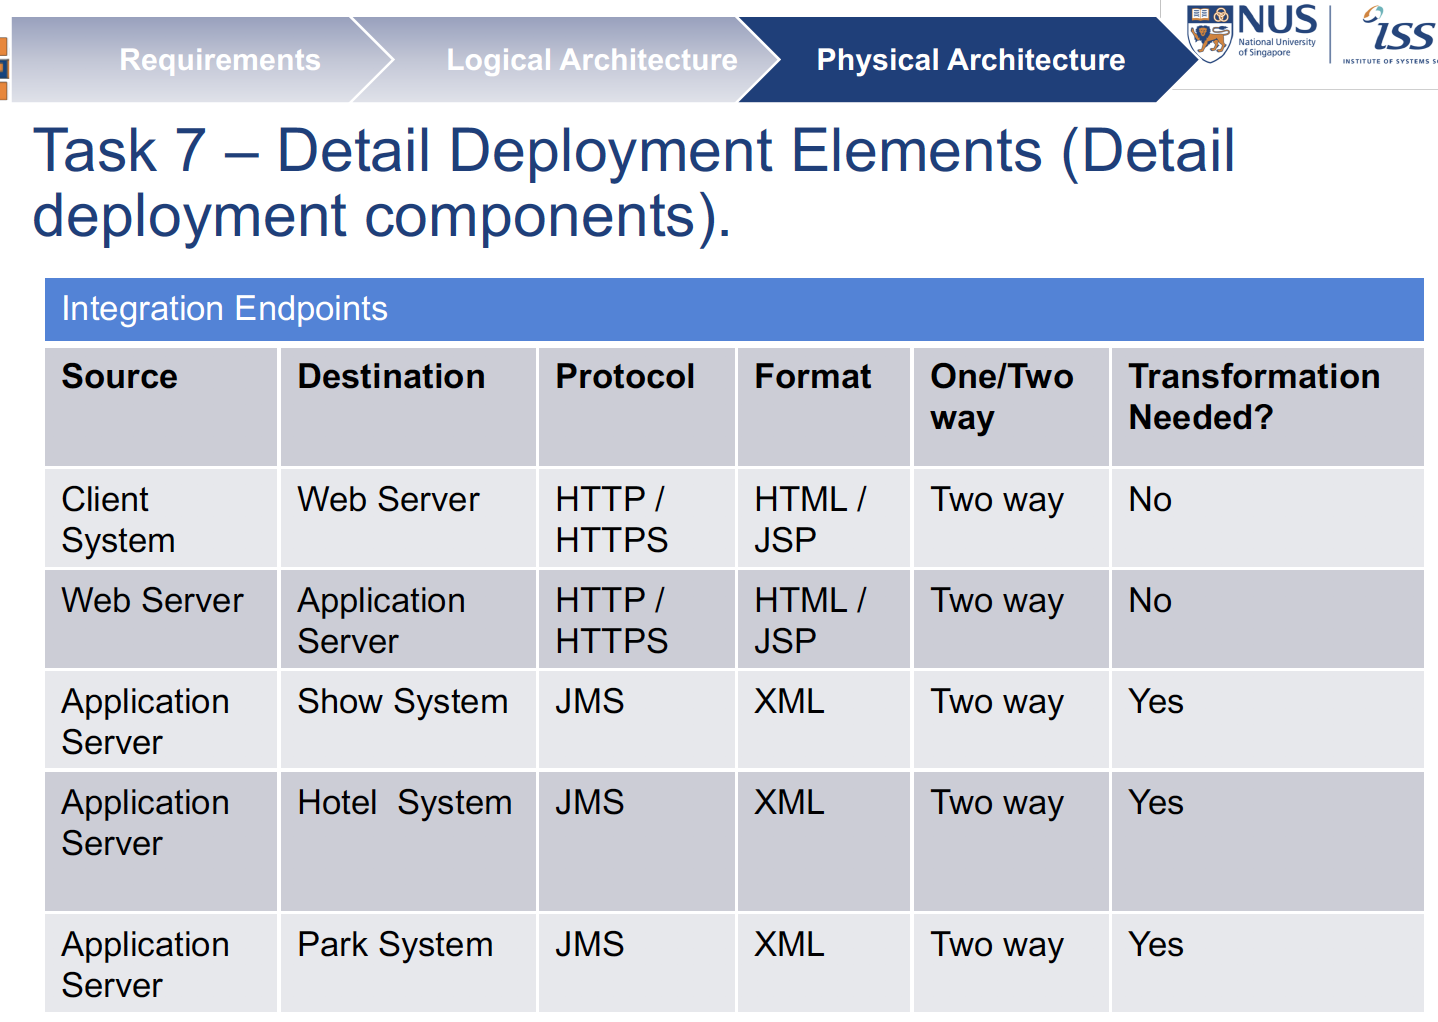 Requirements
Logical Architecture
Physical Architecture
NUS
National University
of Singapore
iss
INSTITUTE OF SYSTEMS
Task 7 – Detail Deployment Elements (Detail
deployment components).
Integration Endpoints
Source Destination Protocol Format One/Two way Transformation Needed?
Client System Web Server HTTP / HTTPS HTML / JSP Two way No
Web Server Application Server HTTP / HTTPS HTML / JSP Two way No
Application Server Show System JMS XML Two way Yes
Application Server Hotel System JMS XML Two way Yes
Application Server Park System JMS XML Two way Yes